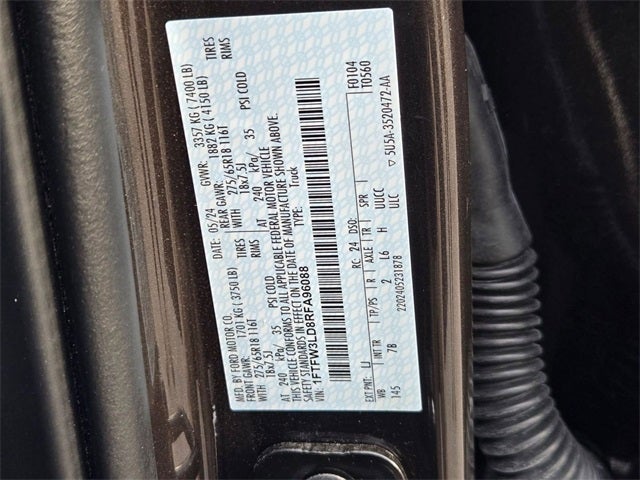 MFD. BY FORD MOTOR CO.
DATE: 05/24 GVWR: 3357 KG (7400 LB)
FRONT GAWR: 1701 KG (3750 LB) REAR GAWR: 1882 KG (4150 LB)
WITH 275/65R18 116T TIRES WITH 275/65R18 116T TIRES
18x7.5J RIMS 18x7.5J RIMS
AT 240 kPa/ 35 PSI COLD AT 240 kPa/ 35 PSI COLD
THIS VEHICLE CONFORMS TO ALL APPLICABLE FEDERAL MOTOR VEHICLE
SAFETY STANDARDS IN EFFECT ON THE DATE OF MANUFACTURE SHOWN ABOVE.
VIN: 1FTFW3LD8RFA96088 TYPE: Truck
F0104
T0560
EXT PNT: LJ RC: 24 DSO:
WB INT TR TP/PS R AXLE TR SPR
145 7B 2 L6 H UUCC
ULC
2202405231878 ▽ 5U5A-3520472-AA